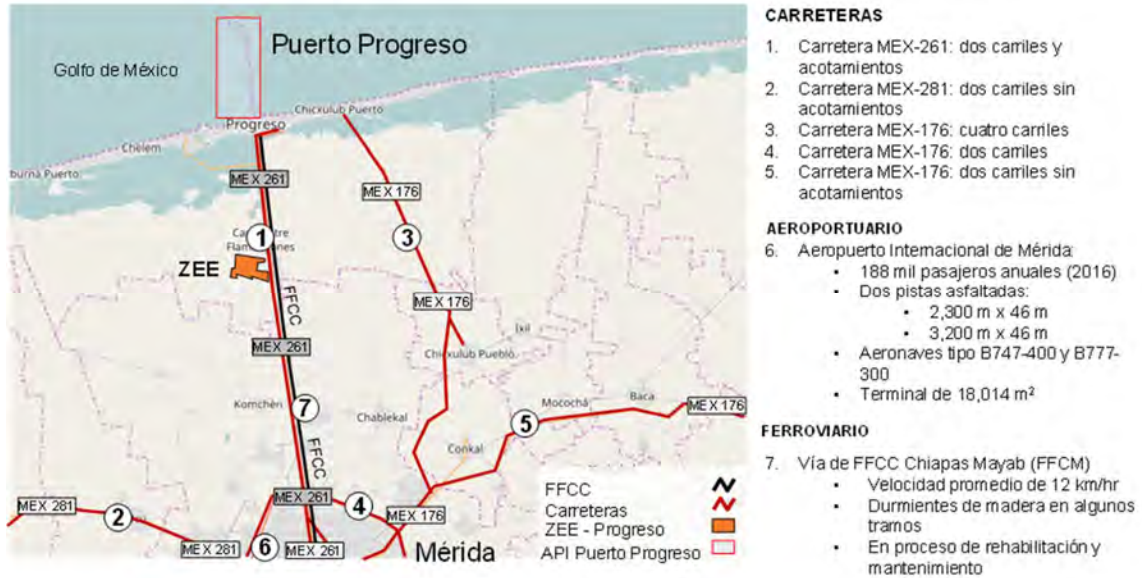 Puerto Progreso
Golfo de México
Chicxulub Puerto
Progreso
Chelem
burná Puerto
MEX 261
MEX 176
1
3
ZEE
FFCC
MEX 176
MEX 261
Ixil
Chicxulub Pueblo
Komchén
7
Chablekal
Mocochá
Baca
MEX 176
5
Conkal
FFCC
MEX 281
2
MEX 261
4
MEX 176
MEX 281
6
MEX 261
Mérida
FFCC
Carreteras
ZEE - Progreso
API Puerto Progreso
CARRETERAS
1. Carretera MEX-261: dos carriles y
acotamientos
2. Carretera MEX-281: dos carriles sin
acotamientos
3. Carretera MEX-176: cuatro carriles
4. Carretera MEX-176: dos carriles
5. Carretera MEX-176: dos carriles sin
acotamientos
AEROPORTUARIO
6. Aeropuerto Internacional de Mérida:
▪ 188 mil pasajeros anuales (2016)
▪ Dos pistas asfaltadas:
▪ 2,300 m x 46 m
▪ 3,200 m x 46 m
▪ Aeronaves tipo B747-400 y B777-
300
▪ Terminal de 18,014 m²
FERROVIARIO
7. Vía de FFCC Chiapas Mayab (FFCM)
▪ Velocidad promedio de 12 km/hr
▪ Durmientes de madera en algunos
tramos
▪ En proceso de rehabilitación y
mantenimiento